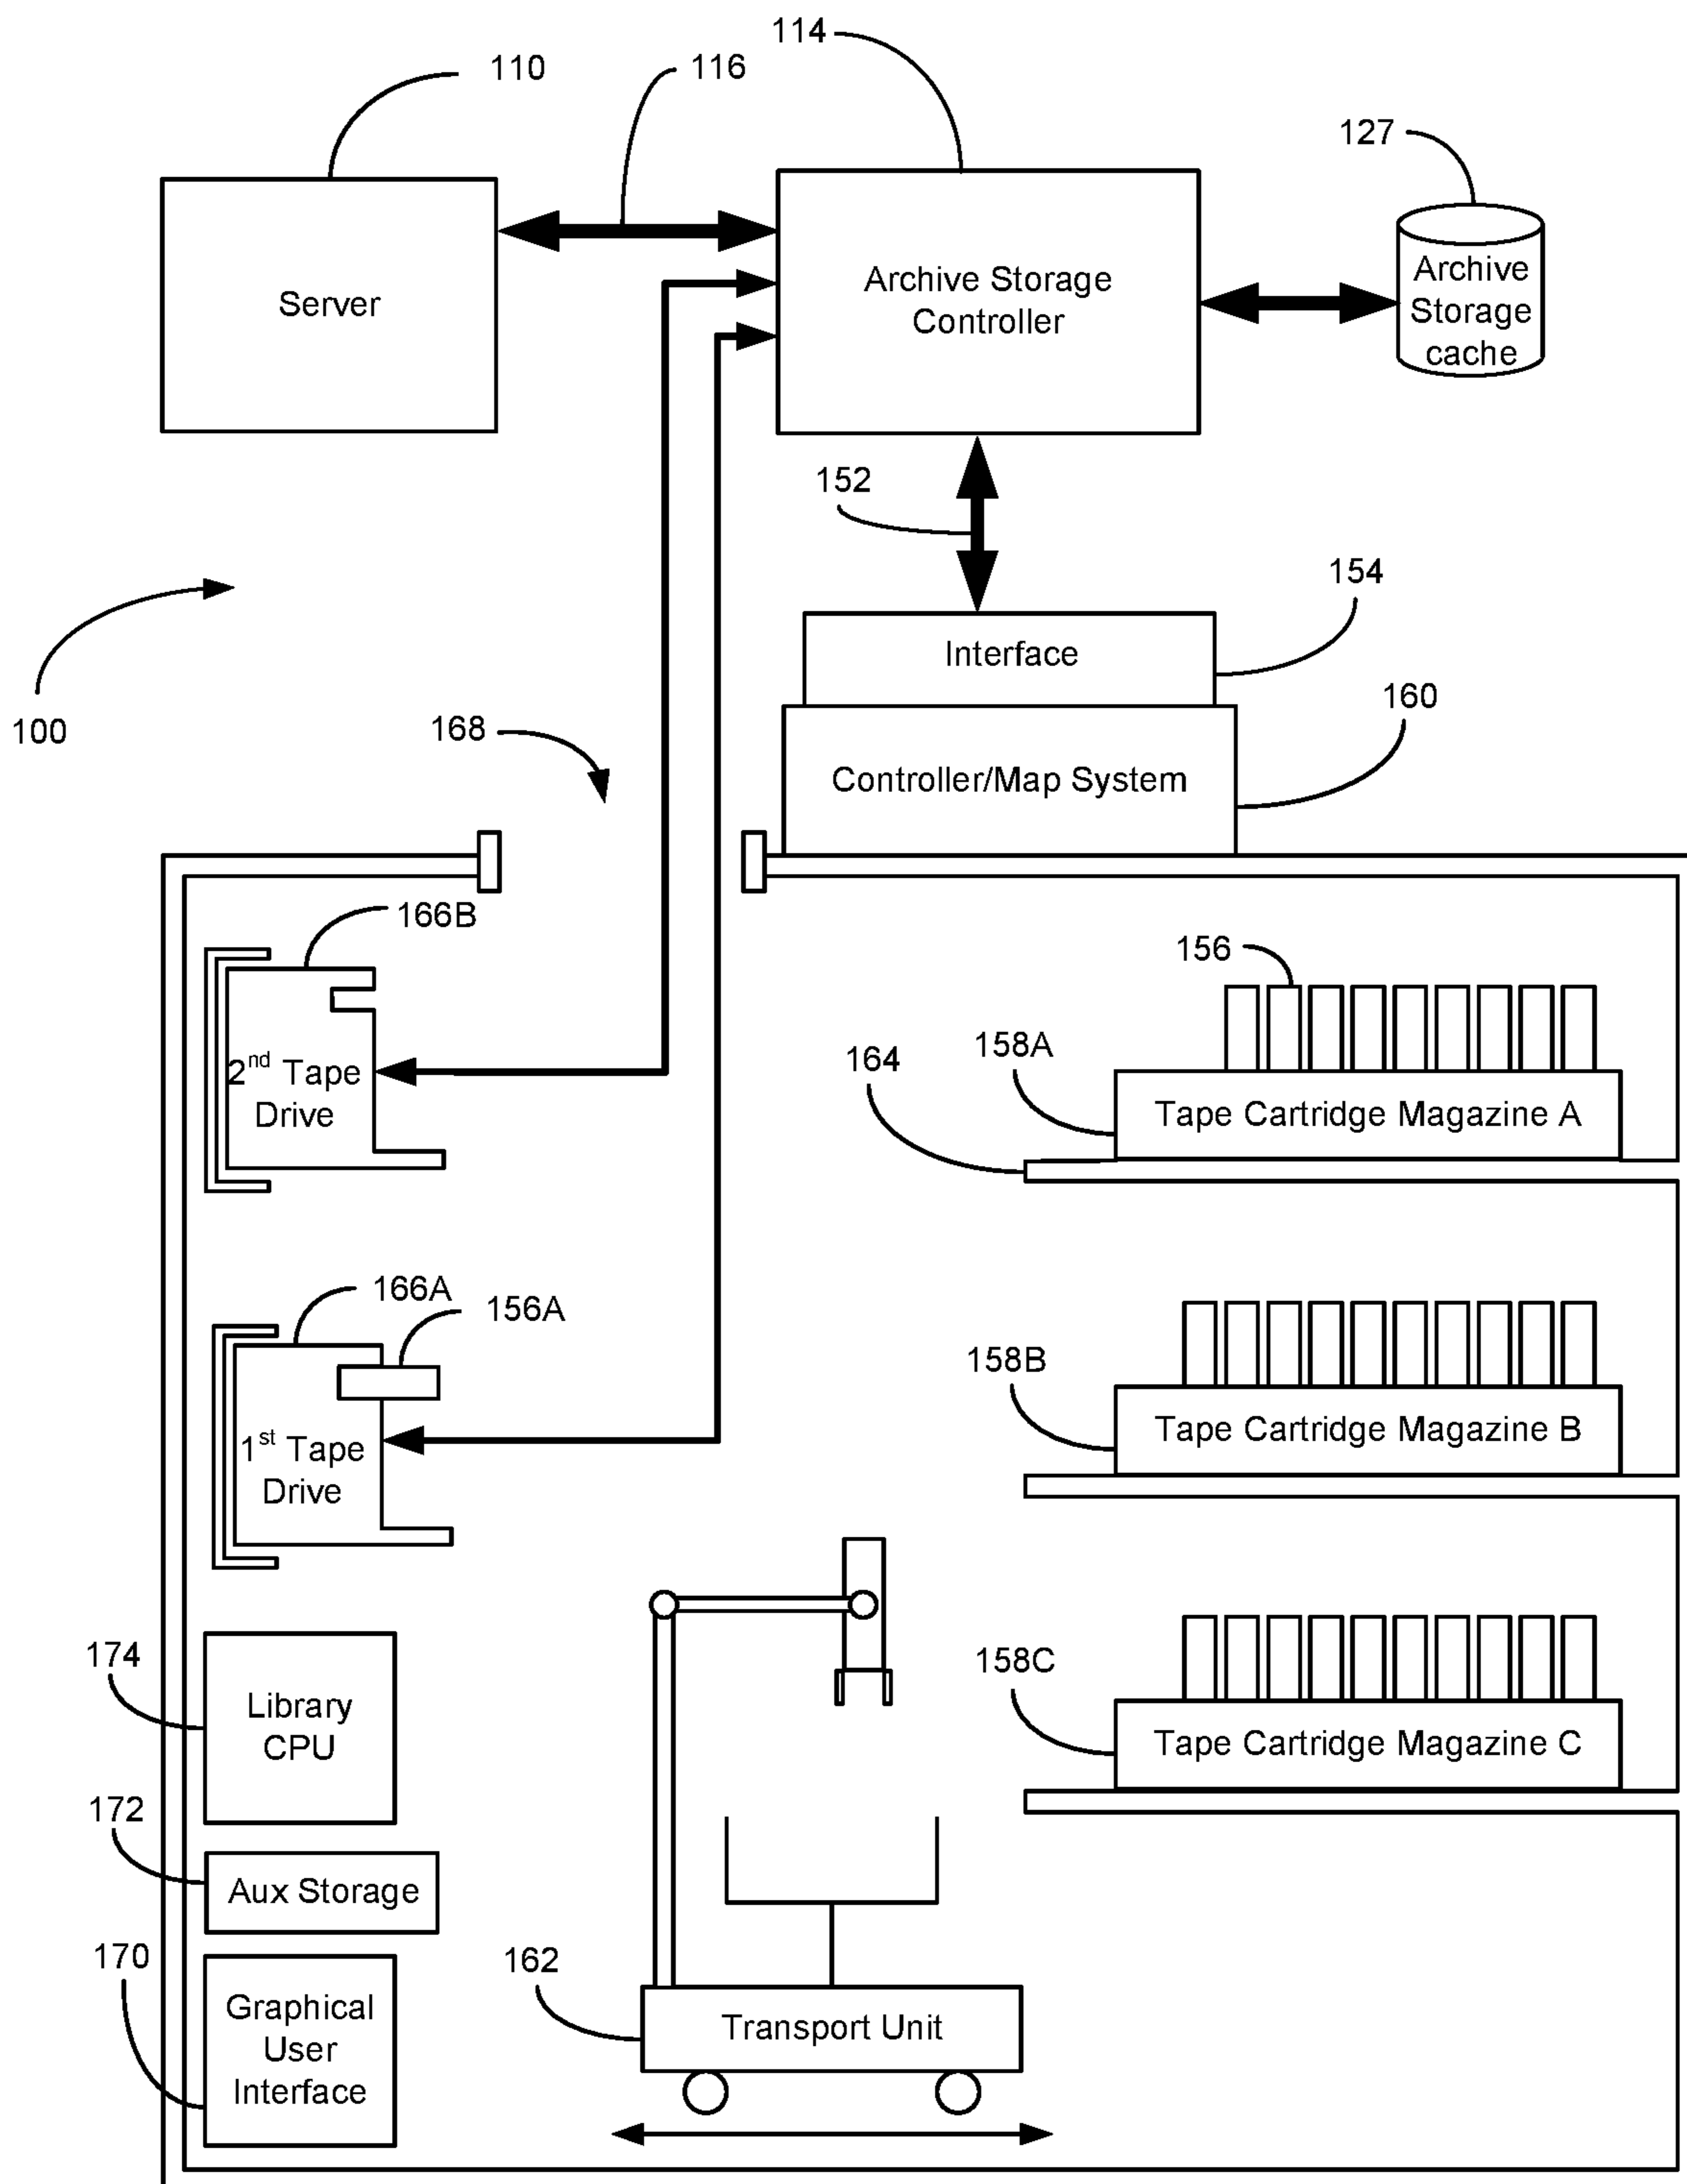 114
110
116
127
Server
Archive Storage
Controller
Archive
Storage
cache
152
154
Interface
100
168
160
Controller/Map System
166B
156
2nd Tape
Drive
164
158A
Tape Cartridge Magazine A
166A
156A
158B
Tape Cartridge Magazine B
1st Tape
Drive
174
Library
CPU
158C
Tape Cartridge Magazine C
172
Aux Storage
170
Graphical
User
Interface
162
Transport Unit